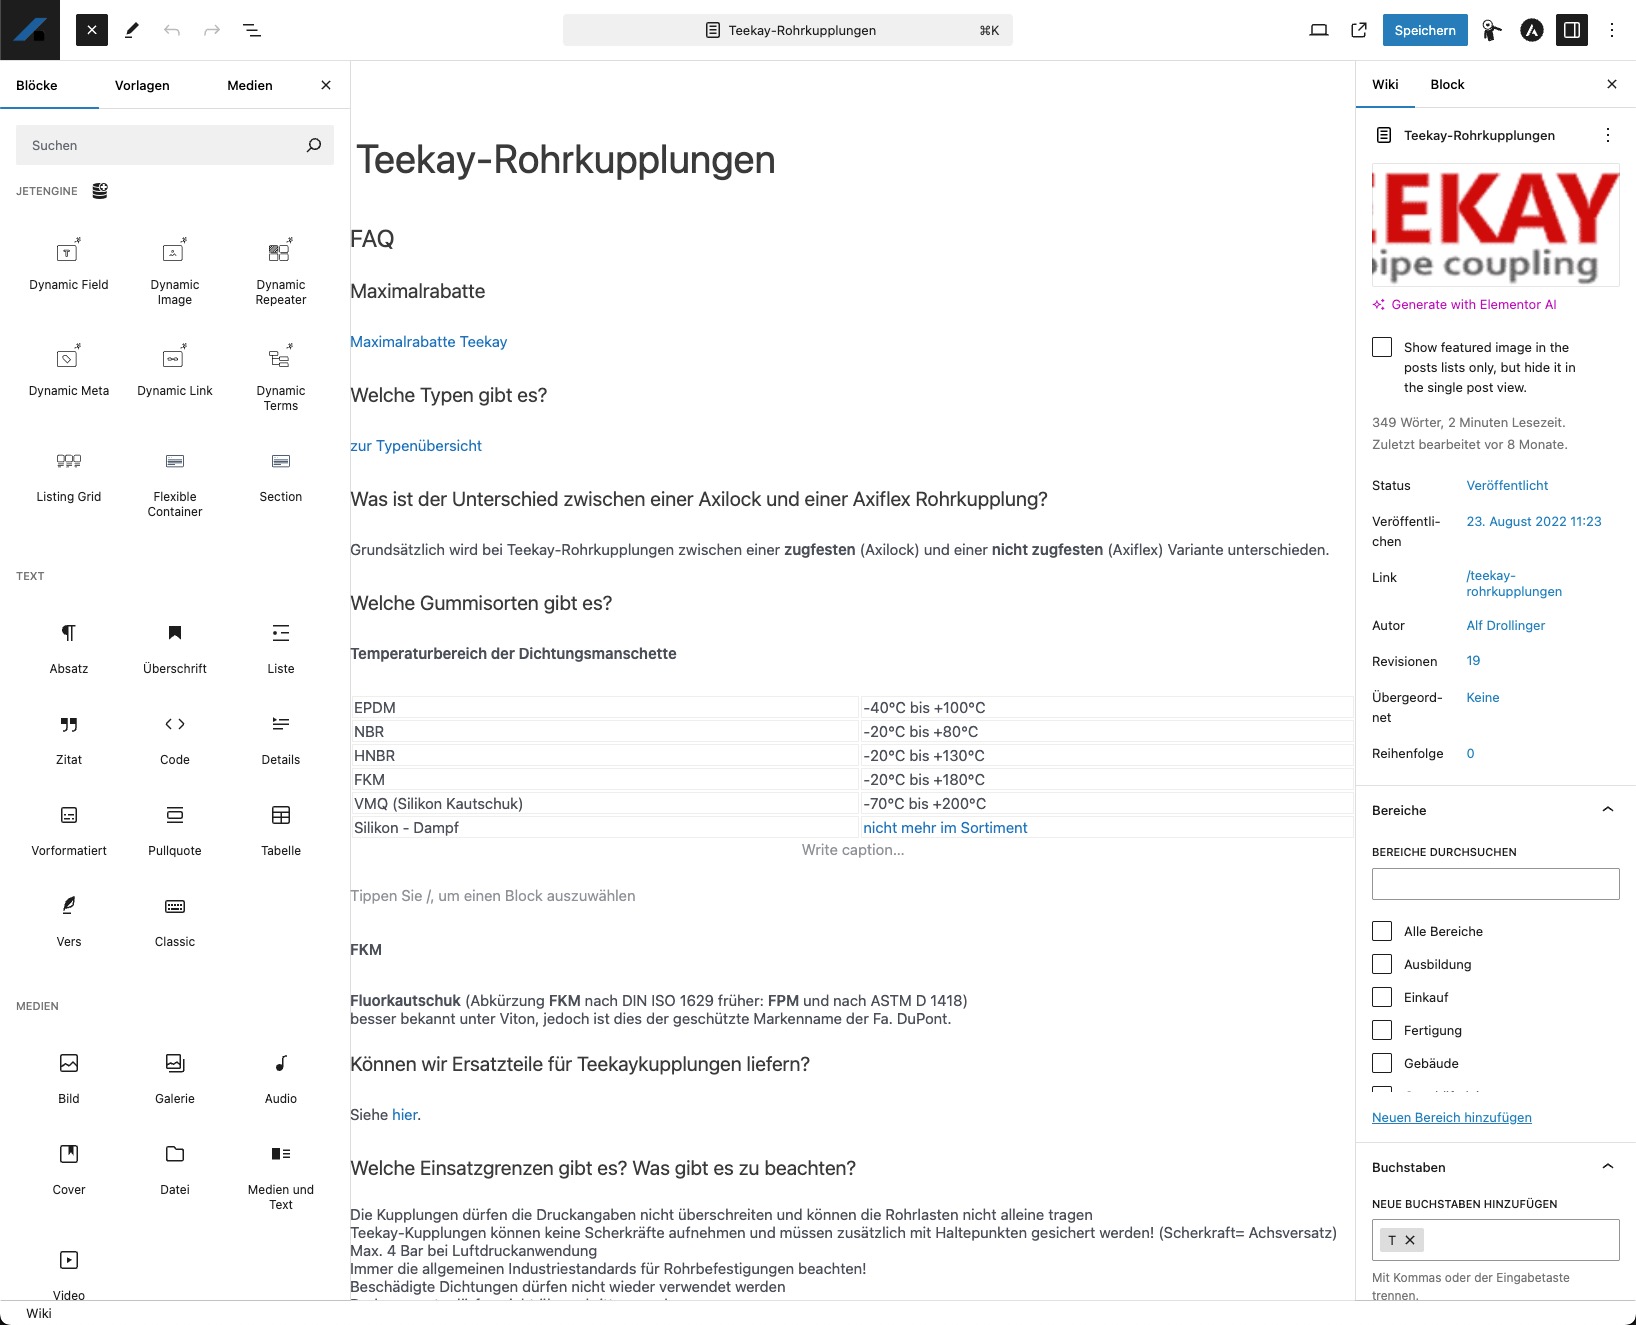 Teekay-Rohrkupplungen
⌘K
Speichern
Blöcke
Vorlagen
Medien
Suchen
JETENGINE
Dynamic Field
Dynamic Image
Dynamic Repeater
Dynamic Meta
Dynamic Link
Dynamic Terms
Listing Grid
Flexible Container
Section
TEXT
Absatz
Überschrift
Liste
Zitat
Code
Details
Vorformatiert
Pullquote
Tabelle
Vers
Classic
MEDIEN
Bild
Galerie
Audio
Cover
Datei
Medien und Text
Video
Teekay-Rohrkupplungen
FAQ
Maximalrabatte
Maximalrabatte Teekay
Welche Typen gibt es?
zur Typenübersicht
Was ist der Unterschied zwischen einer Axilock und einer Axiflex Rohrkupplung?
Grundsätzlich wird bei Teekay-Rohrkupplungen zwischen einer zugfesten (Axilock) und einer nicht zugfesten (Axiflex) Variante unterschieden.
Welche Gummisorten gibt es?
Temperaturbereich der Dichtungsmanschette
EPDM -40°C bis +100°C
NBR -20°C bis +80°C
HNBR -20°C bis +130°C
FKM -20°C bis +180°C
VMQ (Silikon Kautschuk) -70°C bis +200°C
Silikon - Dampf nicht mehr im Sortiment
Write caption...
Tippen Sie /, um einen Block auszuwählen
FKM
Fluorkautschuk (Abkürzung FKM nach DIN ISO 1629 früher: FPM und nach ASTM D 1418)
besser bekannt unter Viton, jedoch ist dies der geschützte Markenname der Fa. DuPont.
Können wir Ersatzteile für Teekaykupplungen liefern?
Siehe hier.
Welche Einsatzgrenzen gibt es? Was gibt es zu beachten?
Die Kupplungen dürfen die Druckangaben nicht überschreiten und können die Rohrlasten nicht alleine tragen
Teekay-Kupplungen können keine Scherkräfte aufnehmen und müssen zusätzlich mit Haltepunkten gesichert werden! (Scherkraft= Achsversatz)
Max. 4 Bar bei Luftdruckanwendung
Immer die allgemeinen Industriestandards für Rohrbefestigungen beachten!
Beschädigte Dichtungen dürfen nicht wieder verwendet werden
Wiki
Block
Teekay-Rohrkupplungen
EEKAY
pipe coupling
Generate with Elementor AI
Show featured image in the
posts lists only, but hide it in
the single post view.
349 Wörter, 2 Minuten Lesezeit.
Zuletzt bearbeitet vor 8 Monate.
Status Veröffentlicht
Veröffentli-
chen 23. August 2022 11:23
Link /teekay-
rohrkupplungen
Autor Alf Drollinger
Revisionen 19
Übergeord-
net Keine
Reihenfolge 0
Bereiche
BEREICHE DURCHSUCHEN
Alle Bereiche
Ausbildung
Einkauf
Fertigung
Gebäude
Neuen Bereich hinzufügen
Buchstaben
NEUE BUCHSTABEN HINZUFÜGEN
T
Mit Kommas oder der Eingabetaste
trennen.
Wiki